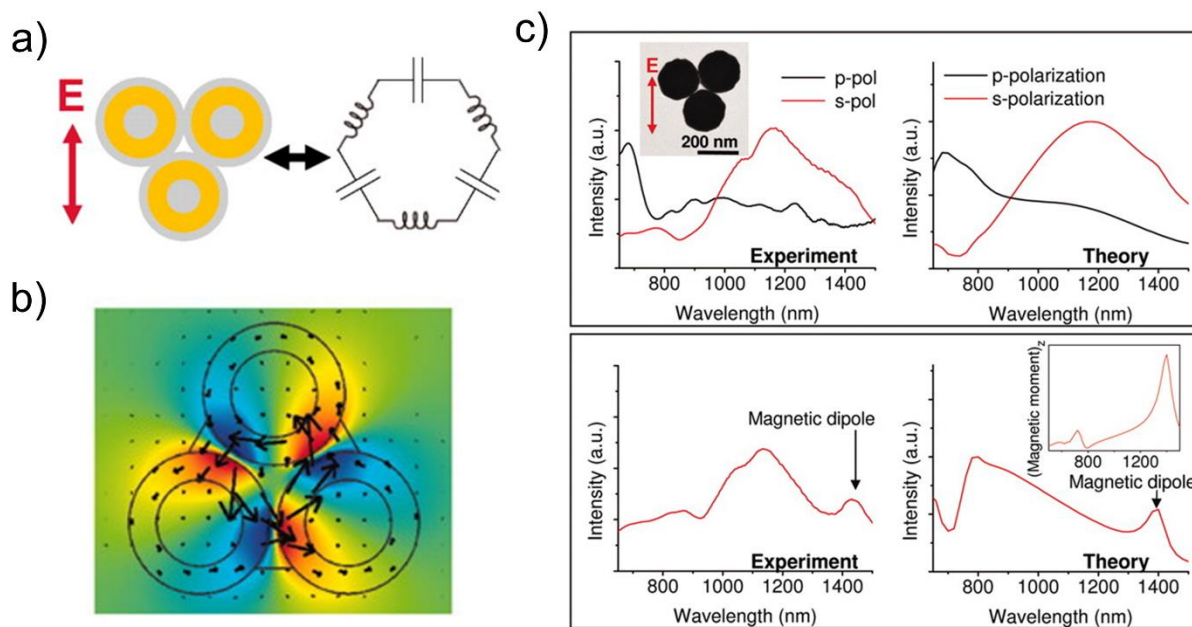 a)
E
b)
c)
E
200 nm
p-pol
s-pol
Intensity (a.u.)
Experiment
800 1000 1200 1400
Wavelength (nm)
p-polarization
s-polarization
Intensity (a.u.)
Theory
800 1000 1200 1400
Wavelength (nm)
Magnetic dipole
Intensity (a.u.)
Experiment
800 1000 1200 1400
Wavelength (nm)
(Magnetic moment)z
800 1200
Magnetic dipole
Intensity (a.u.)
Theory
800 1000 1200 1400
Wavelength (nm)